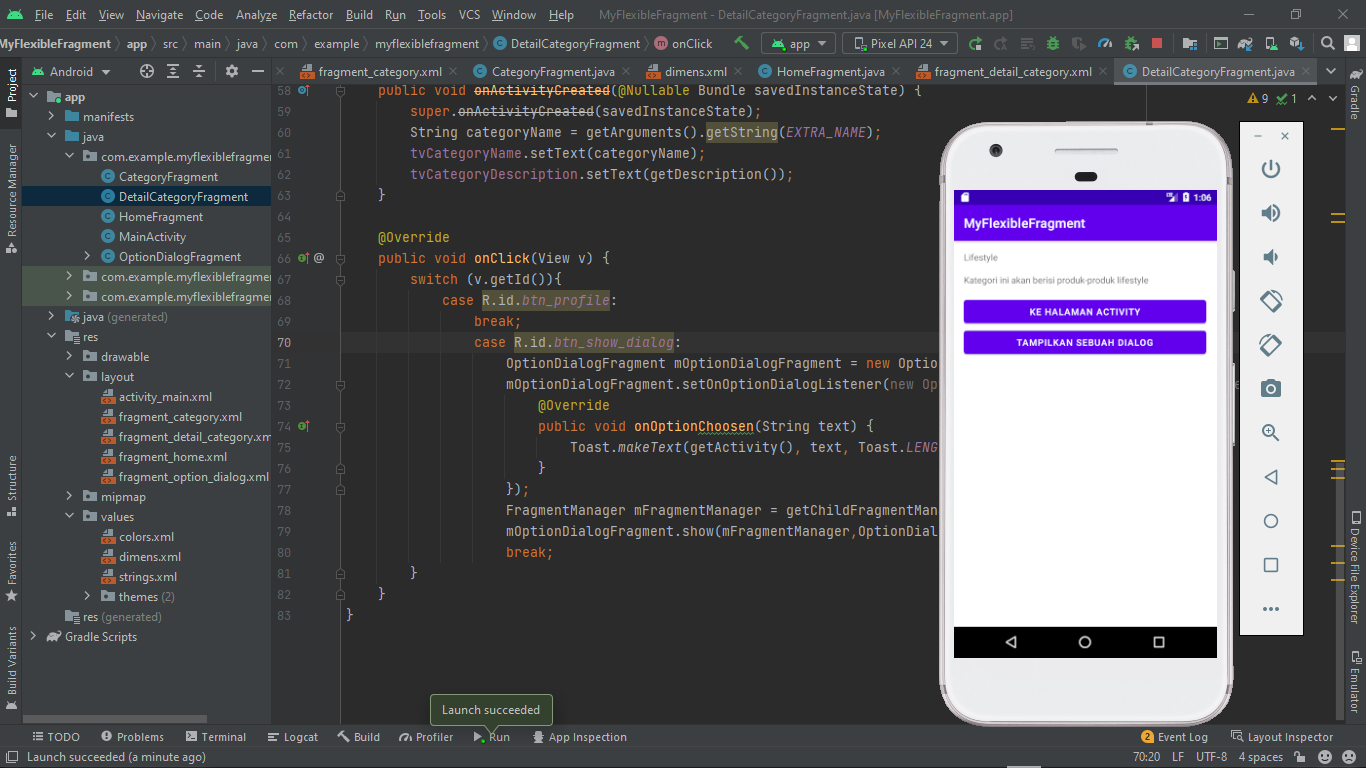 File Edit View Navigate Code Analyze Refactor Build Run Tools VCS Window Help MyFlexibleFragment - DetailCategoryFragment.java [MyFlexibleFragment.app]
MyFlexibleFragment app src main java com example myflexiblefragment DetailCategoryFragment onClick app Pixel API 24
Android fragment_category.xml CategoryFragment.java dimens.xml HomeFragment.java fragment_detail_category.xml DetailCategoryFragment.java
Project
Resource Manager
Structure
Favorites
Build Variants
app
manifests
java
com.example.myflexiblefragmen
CategoryFragment
DetailCategoryFragment
HomeFragment
MainActivity
OptionDialogFragment
com.example.myflexiblefragme
com.example.myflexiblefragme
java (generated)
res
drawable
layout
activity_main.xml
fragment_category.xml
fragment_detail_category.xm
fragment_home.xml
fragment_option_dialog.xml
mipmap
values
colors.xml
dimens.xml
strings.xml
themes (2)
res (generated)
Gradle Scripts
9 1
58 public void onActivityCreated(@Nullable Bundle savedInstanceState) {
59 super.onActivityCreated(savedInstanceState);
60 String categoryName = getArguments().getString(EXTRA_NAME);
61 tvCategoryName.setText(categoryName);
62 tvCategoryDescription.setText(getDescription());
63 }
64
65 @Override
66 @ public void onClick(View v) {
67 switch (v.getId()){
68 case R.id.btn_profile:
69 break;
70 case R.id.btn_show_dialog:
71 OptionDialogFragment mOptionDialogFragment = new Option
72 mOptionDialogFragment.setOnOptionDialogListener(new Op
73 @Override
74 public void onOptionChoosen(String text) {
75 Toast.makeText(getActivity(), text, Toast.LENG
76 }
77 });
78 FragmentManager mFragmentManager = getChildFragmentMan
79 mOptionDialogFragment.show(mFragmentManager,OptionDial
80 break;
81 }
82 }
83 }
1:06
MyFlexibleFragment
Lifestyle
Kategori ini akan berisi produk-produk lifestyle
KE HALAMAN ACTIVITY
TAMPILKAN SEBUAH DIALOG
Gradle
Device File Explorer
Emulator
Launch succeeded
TODO Problems Terminal Logcat Build Profiler Run App Inspection 2 Event Log Layout Inspector
Launch succeeded (a minute ago) 70:20 LF UTF-8 4 spaces